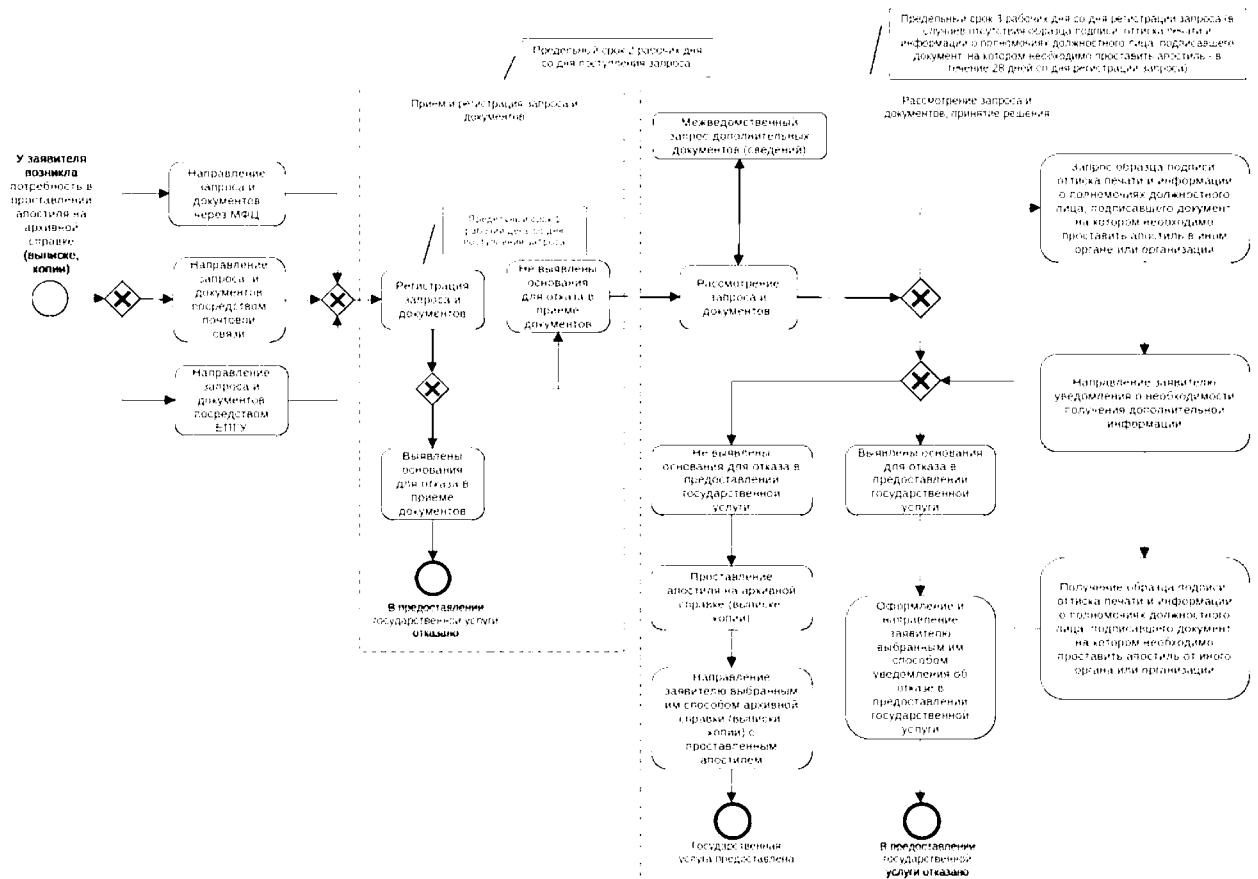 Предельный срок 2 рабочих дня
со дня поступления запроса
Предельный срок 3 рабочих дня со дня регистрации запроса (в
случаев отсутствия образца подписи, оттиска печати и
информации о полномочиях должностного лица, подписавшего
документ, на котором необходимо проставить апостиль - в
течение 28 дней со дня регистрации запроса)
Прием и регистрация запроса и
документов
Рассмотрение запроса и
документов, принятие решения
У заявителя
возникла
потребность в
проставлении
апостиля на
архивной
справке
(выписке,
копии)
Направление
запроса и
документов
через МФЦ
Направление
запроса и
документов
посредством
почтовой
связи
Направление
запроса и
документов
посредством
ЕПГУ
Предельный срок 1
рабочий день со дня
поступления запроса
Регистрация
запроса и
документов
Не выявлены
основания
для отказа в
приеме
документов
Выявлены
основания
для отказа в
приеме
документов
В предоставлении
государственной услуги
отказано
Межведомственный
запрос дополнительных
документов (сведений)
Рассмотрение
запроса и
документов
Запрос образца подписи,
оттиска печати и информации
о полномочиях должностного
лица, подписавшего документ
на котором необходимо
проставить апостиль в ином
органе или организации
Направление заявителю
уведомления о необходимости
получения дополнительной
информации
Получение образца подписи,
оттиска печати и информации
о полномочиях должностного
лица, подписавшего документ
на котором необходимо
проставить апостиль от иного
органа или организации
Не выявлены
основания для отказа в
предоставлении
государственной
услуги
Выявлены основания
для отказа в
предоставлении
государственной
услуги
Проставление
апостиля на архивной
справке (выписке,
копии)
Направление
заявителю выбранным
им способом архивной
справки (выписки,
копии) с
проставленным
апостилем
Оформление и
направление
заявителю
выбранным им
способом
уведомления об
отказе в
предоставлении
государственной
услуги
Государственная
услуга предоставлена
В предоставлении
государственной
услуги отказано